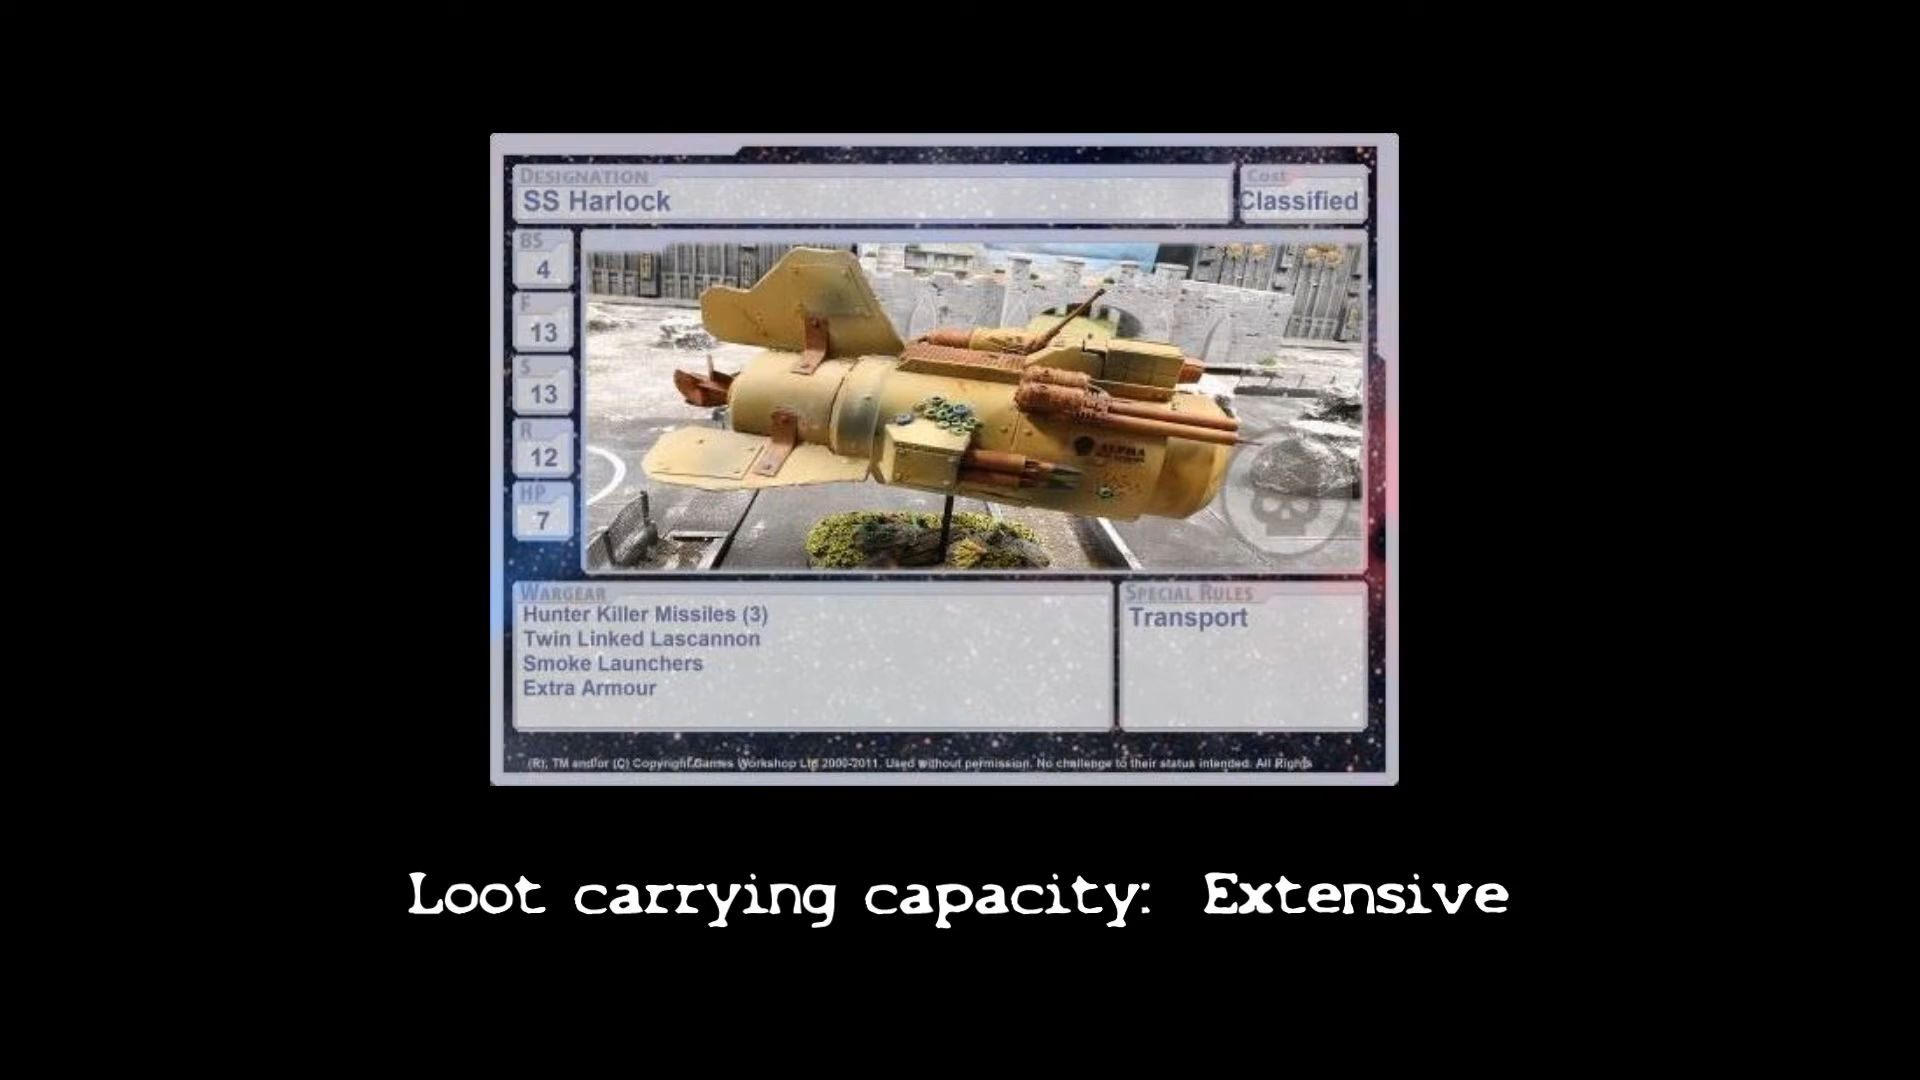 DESIGNATION
SS Harlock
Cost
Classified
BS
4
F
13
S
13
R
12
HP
7
ALPHA
WARGEAR
Hunter Killer Missiles (3)
Twin Linked Lascannon
Smoke Launchers
Extra Armour
SPECIAL RULES
Transport
(R), TM and/or (C) Copyright Games Workshop Ltd 2000-2011. Used without permission. No challenge to their status intended. All Rights
Loot carrying capacity: Extensive